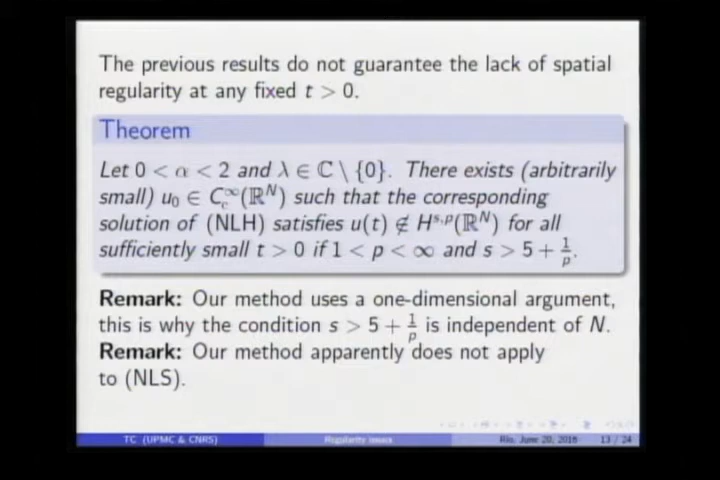 The previous results do not guarantee the lack of spatial
regularity at any fixed t > 0.
Theorem
Let 0 < α < 2 and λ ∈ ℂ \ {0}. There exists (arbitrarily
small) u₀ ∈ C_c^∞(ℝ^N) such that the corresponding
solution of (NLH) satisfies u(t) ∉ H^{s,p}(ℝ^N) for all
sufficiently small t > 0 if 1 < p < ∞ and s > 5 + 1/p.
Remark: Our method uses a one-dimensional argument,
this is why the condition s > 5 + 1/p is independent of N.
Remark: Our method apparently does not apply
to (NLS).
TC (UPMC & CNRS) Regularity issues Rio, June 20, 2016 13 / 24